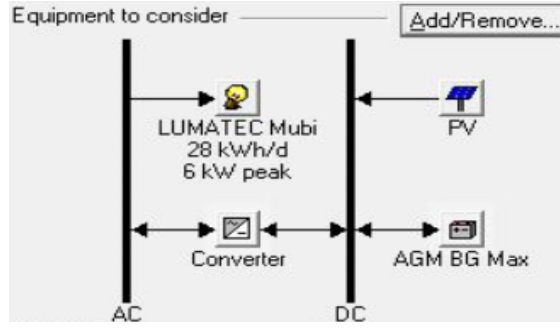 Equipment to consider
Add/Remove...
LUMATEC Mubi
28 kWh/d
6 kW peak
PV
Converter
AGM BG Max
AC
DC